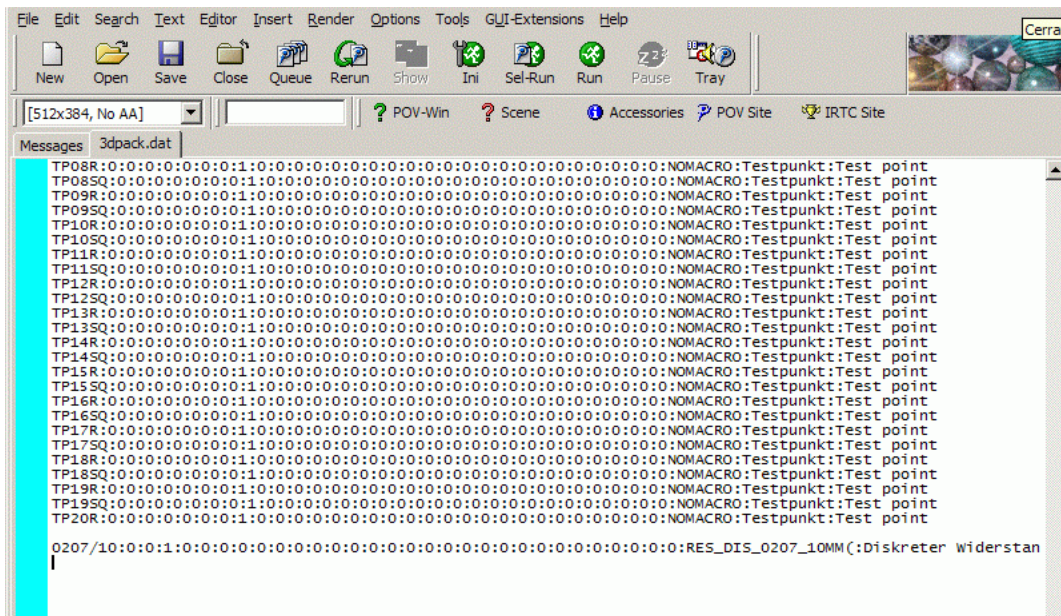 File Edit Search Text Editor Insert Render Options Tools GUI-Extensions Help
Cerra
New Open Save Close Queue Rerun Show Ini Sel-Run Run Pause Tray
[512x384, No AA] POV-Win Scene Accessories POV Site IRTC Site
Messages 3dpack.dat
TP08R:0:0:0:0:0:0:0:1:0:0:0:0:0:0:0:0:0:0:0:0:0:0:0:0:0:0:0:0:0:0:0:NOMACRO:Testpunkt:Test point
TP08SQ:0:0:0:0:0:0:0:1:0:0:0:0:0:0:0:0:0:0:0:0:0:0:0:0:0:0:0:0:0:0:0:NOMACRO:Testpunkt:Test point
TP09R:0:0:0:0:0:0:0:1:0:0:0:0:0:0:0:0:0:0:0:0:0:0:0:0:0:0:0:0:0:0:0:NOMACRO:Testpunkt:Test point
TP09SQ:0:0:0:0:0:0:0:1:0:0:0:0:0:0:0:0:0:0:0:0:0:0:0:0:0:0:0:0:0:0:0:NOMACRO:Testpunkt:Test point
TP10R:0:0:0:0:0:0:0:1:0:0:0:0:0:0:0:0:0:0:0:0:0:0:0:0:0:0:0:0:0:0:0:NOMACRO:Testpunkt:Test point
TP10SQ:0:0:0:0:0:0:0:1:0:0:0:0:0:0:0:0:0:0:0:0:0:0:0:0:0:0:0:0:0:0:0:NOMACRO:Testpunkt:Test point
TP11R:0:0:0:0:0:0:0:1:0:0:0:0:0:0:0:0:0:0:0:0:0:0:0:0:0:0:0:0:0:0:0:NOMACRO:Testpunkt:Test point
TP11SQ:0:0:0:0:0:0:0:1:0:0:0:0:0:0:0:0:0:0:0:0:0:0:0:0:0:0:0:0:0:0:0:NOMACRO:Testpunkt:Test point
TP12R:0:0:0:0:0:0:0:1:0:0:0:0:0:0:0:0:0:0:0:0:0:0:0:0:0:0:0:0:0:0:0:NOMACRO:Testpunkt:Test point
TP12SQ:0:0:0:0:0:0:0:1:0:0:0:0:0:0:0:0:0:0:0:0:0:0:0:0:0:0:0:0:0:0:0:NOMACRO:Testpunkt:Test point
TP13R:0:0:0:0:0:0:0:1:0:0:0:0:0:0:0:0:0:0:0:0:0:0:0:0:0:0:0:0:0:0:0:NOMACRO:Testpunkt:Test point
TP13SQ:0:0:0:0:0:0:0:1:0:0:0:0:0:0:0:0:0:0:0:0:0:0:0:0:0:0:0:0:0:0:0:NOMACRO:Testpunkt:Test point
TP14R:0:0:0:0:0:0:0:1:0:0:0:0:0:0:0:0:0:0:0:0:0:0:0:0:0:0:0:0:0:0:0:NOMACRO:Testpunkt:Test point
TP14SQ:0:0:0:0:0:0:0:1:0:0:0:0:0:0:0:0:0:0:0:0:0:0:0:0:0:0:0:0:0:0:0:NOMACRO:Testpunkt:Test point
TP15R:0:0:0:0:0:0:0:1:0:0:0:0:0:0:0:0:0:0:0:0:0:0:0:0:0:0:0:0:0:0:0:NOMACRO:Testpunkt:Test point
TP15SQ:0:0:0:0:0:0:0:1:0:0:0:0:0:0:0:0:0:0:0:0:0:0:0:0:0:0:0:0:0:0:0:NOMACRO:Testpunkt:Test point
TP16R:0:0:0:0:0:0:0:1:0:0:0:0:0:0:0:0:0:0:0:0:0:0:0:0:0:0:0:0:0:0:0:NOMACRO:Testpunkt:Test point
TP16SQ:0:0:0:0:0:0:0:1:0:0:0:0:0:0:0:0:0:0:0:0:0:0:0:0:0:0:0:0:0:0:0:NOMACRO:Testpunkt:Test point
TP17R:0:0:0:0:0:0:0:1:0:0:0:0:0:0:0:0:0:0:0:0:0:0:0:0:0:0:0:0:0:0:0:NOMACRO:Testpunkt:Test point
TP17SQ:0:0:0:0:0:0:0:1:0:0:0:0:0:0:0:0:0:0:0:0:0:0:0:0:0:0:0:0:0:0:0:NOMACRO:Testpunkt:Test point
TP18R:0:0:0:0:0:0:0:1:0:0:0:0:0:0:0:0:0:0:0:0:0:0:0:0:0:0:0:0:0:0:0:NOMACRO:Testpunkt:Test point
TP18SQ:0:0:0:0:0:0:0:1:0:0:0:0:0:0:0:0:0:0:0:0:0:0:0:0:0:0:0:0:0:0:0:NOMACRO:Testpunkt:Test point
TP19R:0:0:0:0:0:0:0:1:0:0:0:0:0:0:0:0:0:0:0:0:0:0:0:0:0:0:0:0:0:0:0:NOMACRO:Testpunkt:Test point
TP19SQ:0:0:0:0:0:0:0:1:0:0:0:0:0:0:0:0:0:0:0:0:0:0:0:0:0:0:0:0:0:0:0:NOMACRO:Testpunkt:Test point
TP20R:0:0:0:0:0:0:0:1:0:0:0:0:0:0:0:0:0:0:0:0:0:0:0:0:0:0:0:0:0:0:0:NOMACRO:Testpunkt:Test point
0207/10:0:0:1:0:0:0:0:0:0:0:0:0:0:0:0:0:0:0:0:0:0:0:0:0:0:0:0:0:0:0:0:RES_DIS_0207_10MM(:Diskreter Widerstan